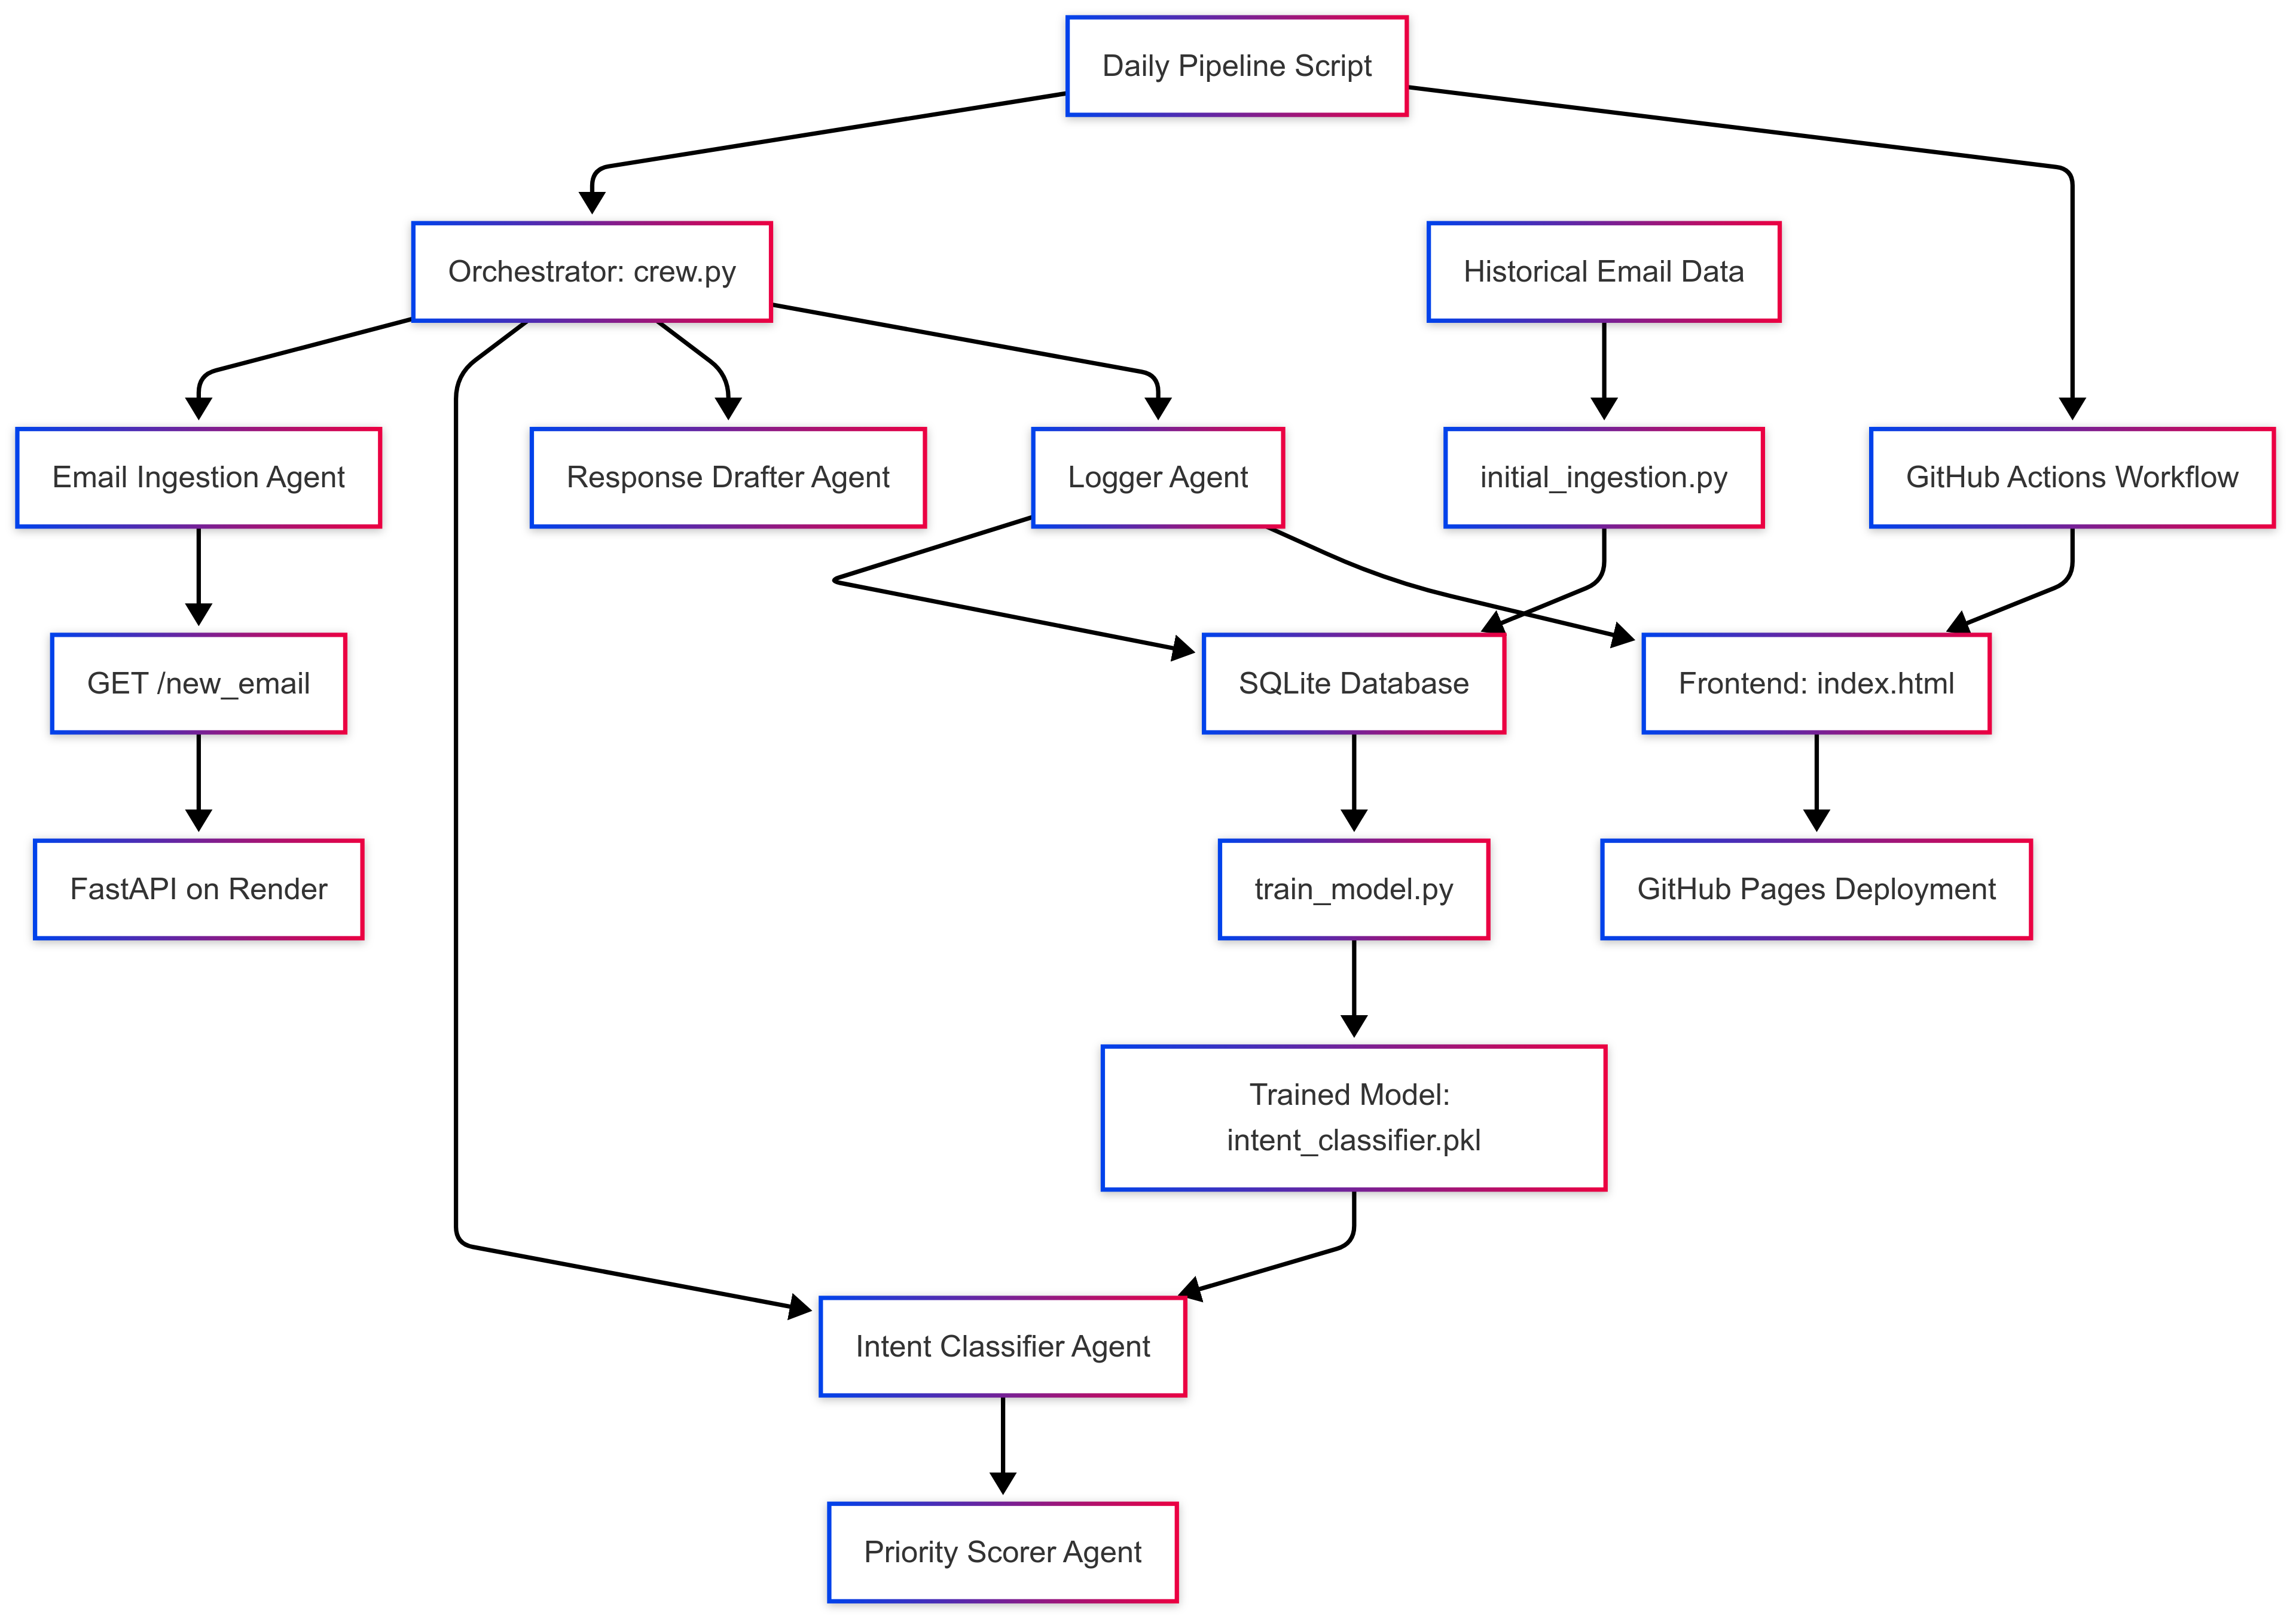 Daily Pipeline Script
Orchestrator: crew.py
Historical Email Data
Email Ingestion Agent
Response Drafter Agent
Logger Agent
initial_ingestion.py
GitHub Actions Workflow
GET /new_email
SQLite Database
Frontend: index.html
FastAPI on Render
train_model.py
GitHub Pages Deployment
Trained Model:
intent_classifier.pkl
Intent Classifier Agent
Priority Scorer Agent